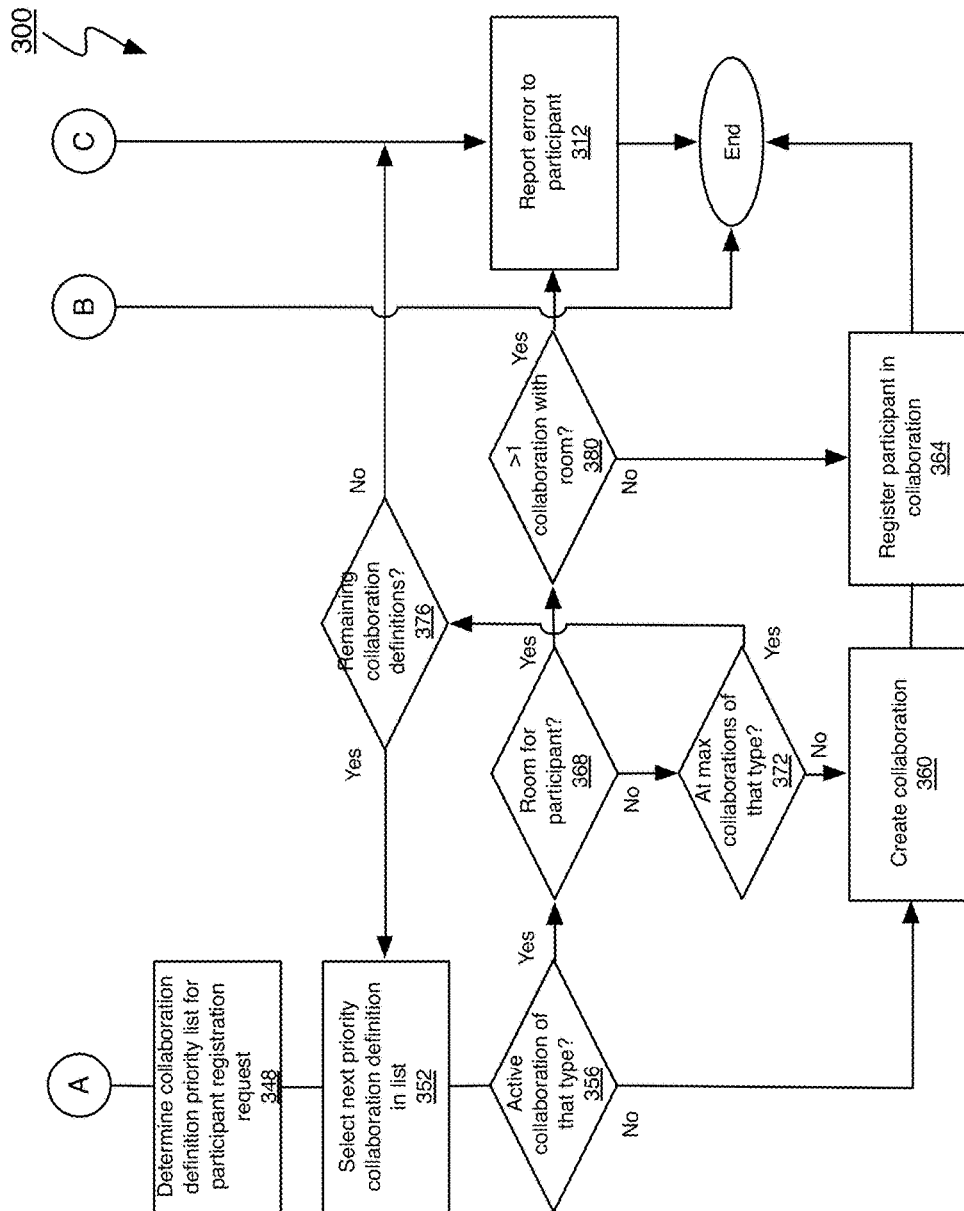 300
A
B
C
Determine collaboration
definition priority list for
participant registration
request
348
Select next priority
collaboration definition
in list
352
Yes
Remaining
collaboration
definitions?
376
No
Active
collaboration of
that type?
356
Yes
No
Room for
participant?
368
Yes
No
>1
collaboration with
room?
380
Yes
No
Report error to
participant
312
At max
collaborations of
that type?
372
Yes
No
End
Create collaboration
360
Register participant in
collaboration
364